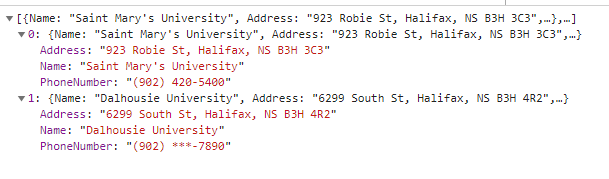 [{Name: "Saint Mary's University", Address: "923 Robie St, Halifax, NS B3H 3C3",…},…]
0: {Name: "Saint Mary's University", Address: "923 Robie St, Halifax, NS B3H 3C3",…}
Address: "923 Robie St, Halifax, NS B3H 3C3"
Name: "Saint Mary's University"
PhoneNumber: "(902) 420-5400"
1: {Name: "Dalhousie University", Address: "6299 South St, Halifax, NS B3H 4R2",…}
Address: "6299 South St, Halifax, NS B3H 4R2"
Name: "Dalhousie University"
PhoneNumber: "(902) ***-7890"